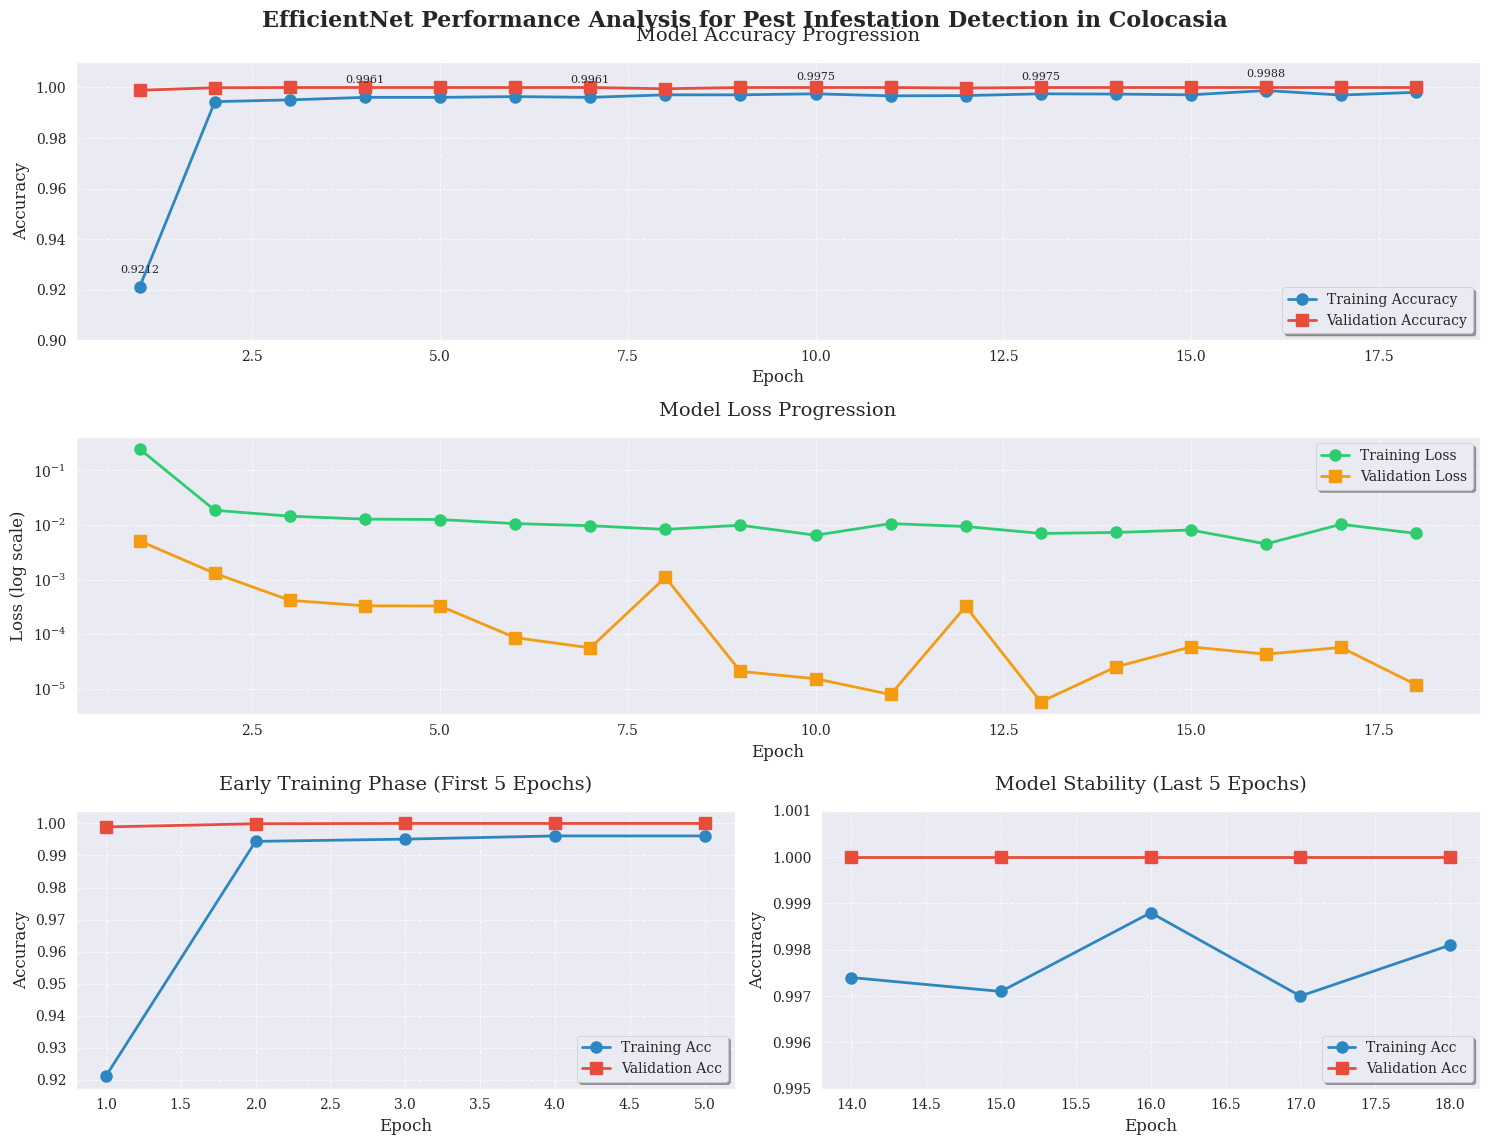 EfficientNet Performance Analysis for Pest Infestation Detection in Colocasia
Model Accuracy Progression
Accuracy
1.00
0.98
0.96
0.94
0.92
0.90
0.9212
0.9961
0.9961
0.9975
0.9975
0.9988
Training Accuracy
Validation Accuracy
2.5 5.0 7.5 10.0 12.5 15.0 17.5
Epoch
Model Loss Progression
Loss (log scale)
10⁻¹
10⁻²
10⁻³
10⁻⁴
10⁻⁵
Training Loss
Validation Loss
2.5 5.0 7.5 10.0 12.5 15.0 17.5
Epoch
Early Training Phase (First 5 Epochs)
Accuracy
1.00
0.99
0.98
0.97
0.96
0.95
0.94
0.93
0.92
Training Acc
Validation Acc
1.0 1.5 2.0 2.5 3.0 3.5 4.0 4.5 5.0
Epoch
Model Stability (Last 5 Epochs)
Accuracy
1.001
1.000
0.999
0.998
0.997
0.996
0.995
Training Acc
Validation Acc
14.0 14.5 15.0 15.5 16.0 16.5 17.0 17.5 18.0
Epoch